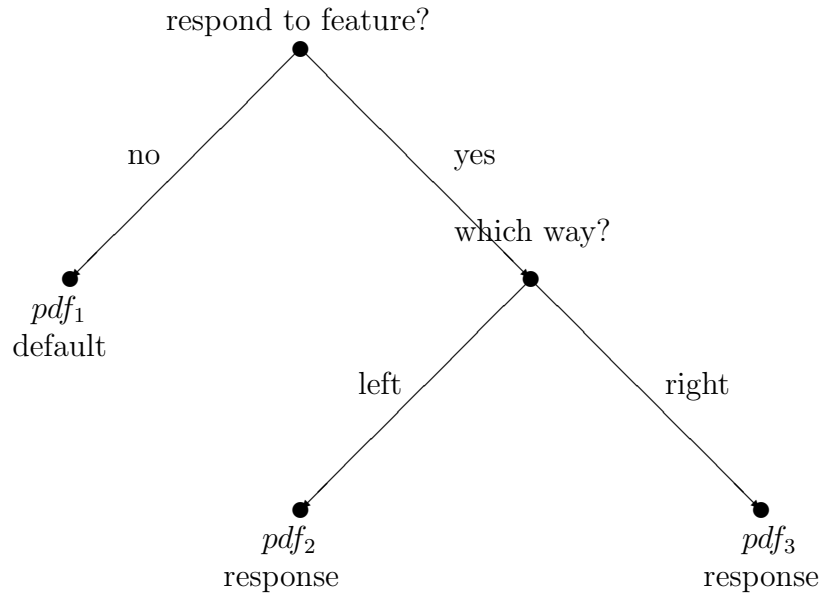 respond to feature?
no
yes
which way?
pdf₁
default
left
right
pdf₂
response
pdf₃
response